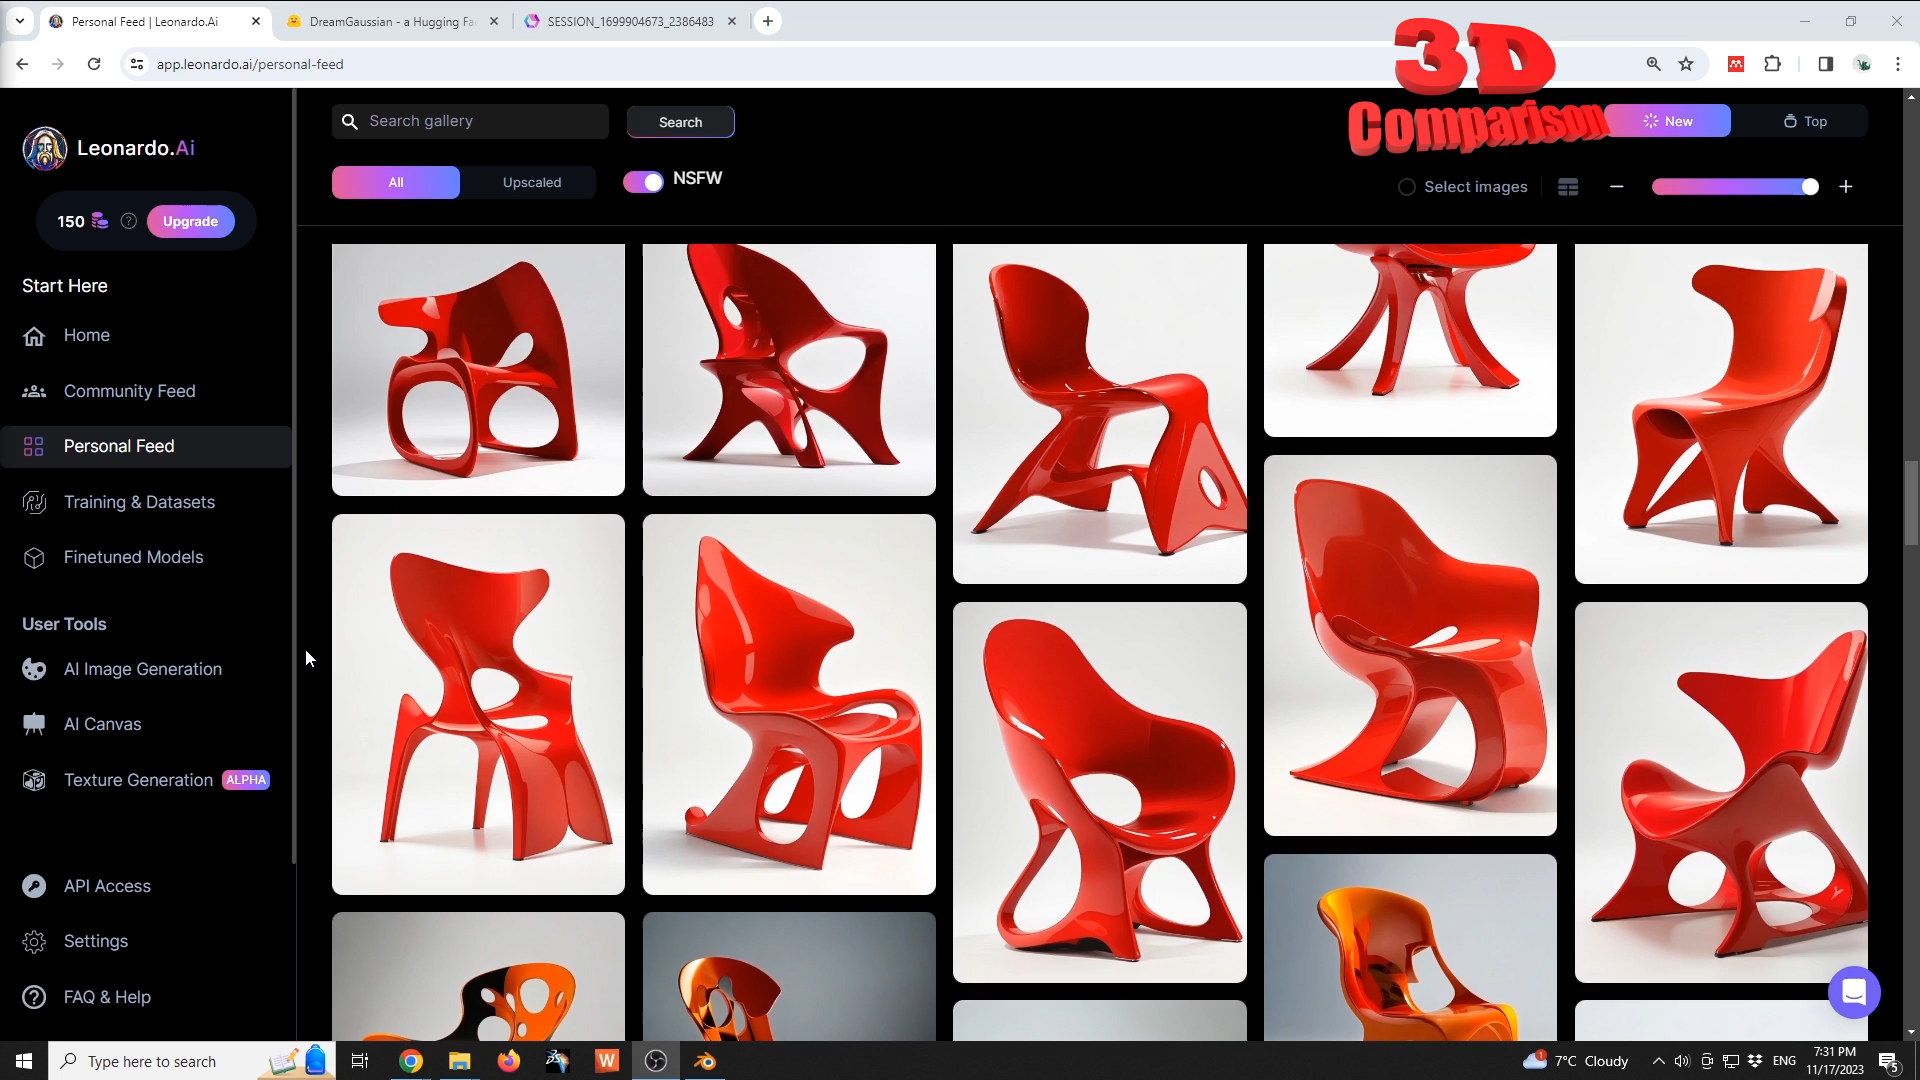 Personal Feed | Leonardo.Ai
DreamGaussian - a Hugging Fa
SESSION_1699904673_2386483
app.leonardo.ai/personal-feed
3D
Comparison
Leonardo.Ai
Search gallery
Search
New
Top
All
Upscaled
NSFW
Select images
150
Upgrade
Start Here
Home
Community Feed
Personal Feed
Training & Datasets
Finetuned Models
User Tools
AI Image Generation
AI Canvas
Texture Generation ALPHA
API Access
Settings
FAQ & Help
Type here to search
7°C Cloudy
ENG
7:31 PM
11/17/2023